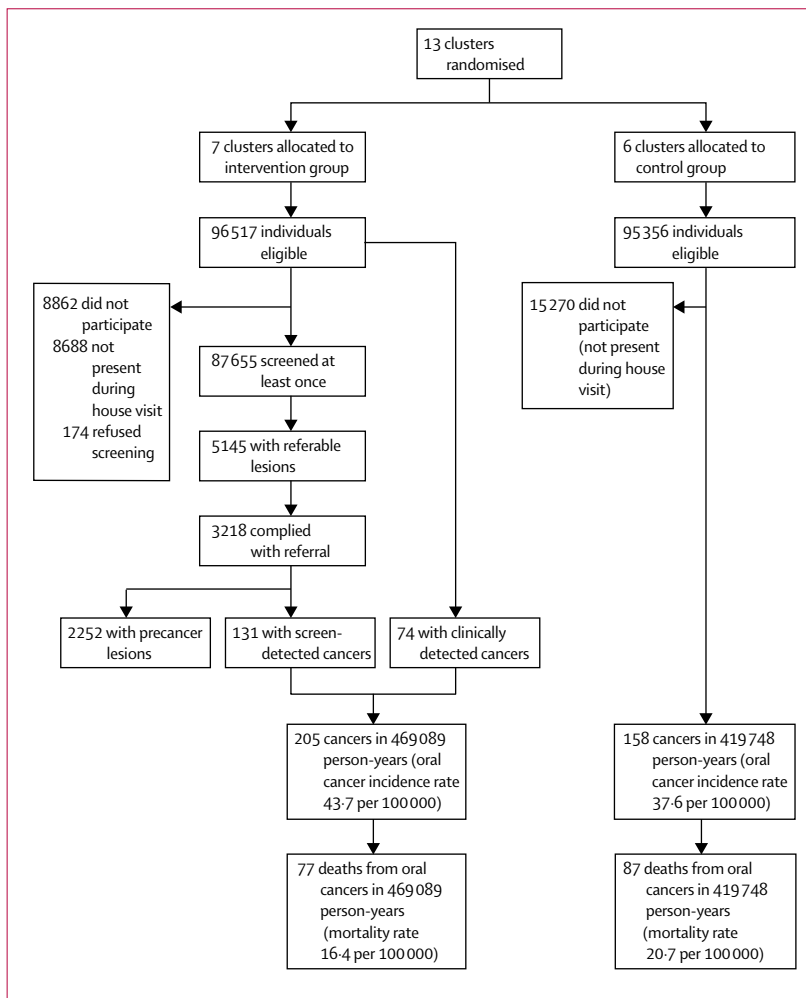 13 clusters
randomised
7 clusters allocated to
intervention group
6 clusters allocated to
control group
96 517 individuals
eligible
95 356 individuals
eligible
8862 did not
participate
8688 not
present
during
house visit
174 refused
screening
15 270 did not
participate
(not present
during house
visit)
87 655 screened at
least once
5145 with referable
lesions
3218 complied
with referral
2252 with precancer
lesions
131 with screen-
detected cancers
74 with clinically
detected cancers
205 cancers in 469 089
person-years (oral
cancer incidence rate
43·7 per 100 000)
158 cancers in 419 748
person-years (oral
cancer incidence rate
37·6 per 100 000)
77 deaths from oral
cancers in 469 089
person-years
(mortality rate
16·4 per 100 000)
87 deaths from oral
cancers in 419 748
person-years
(mortality rate
20·7 per 100 000)